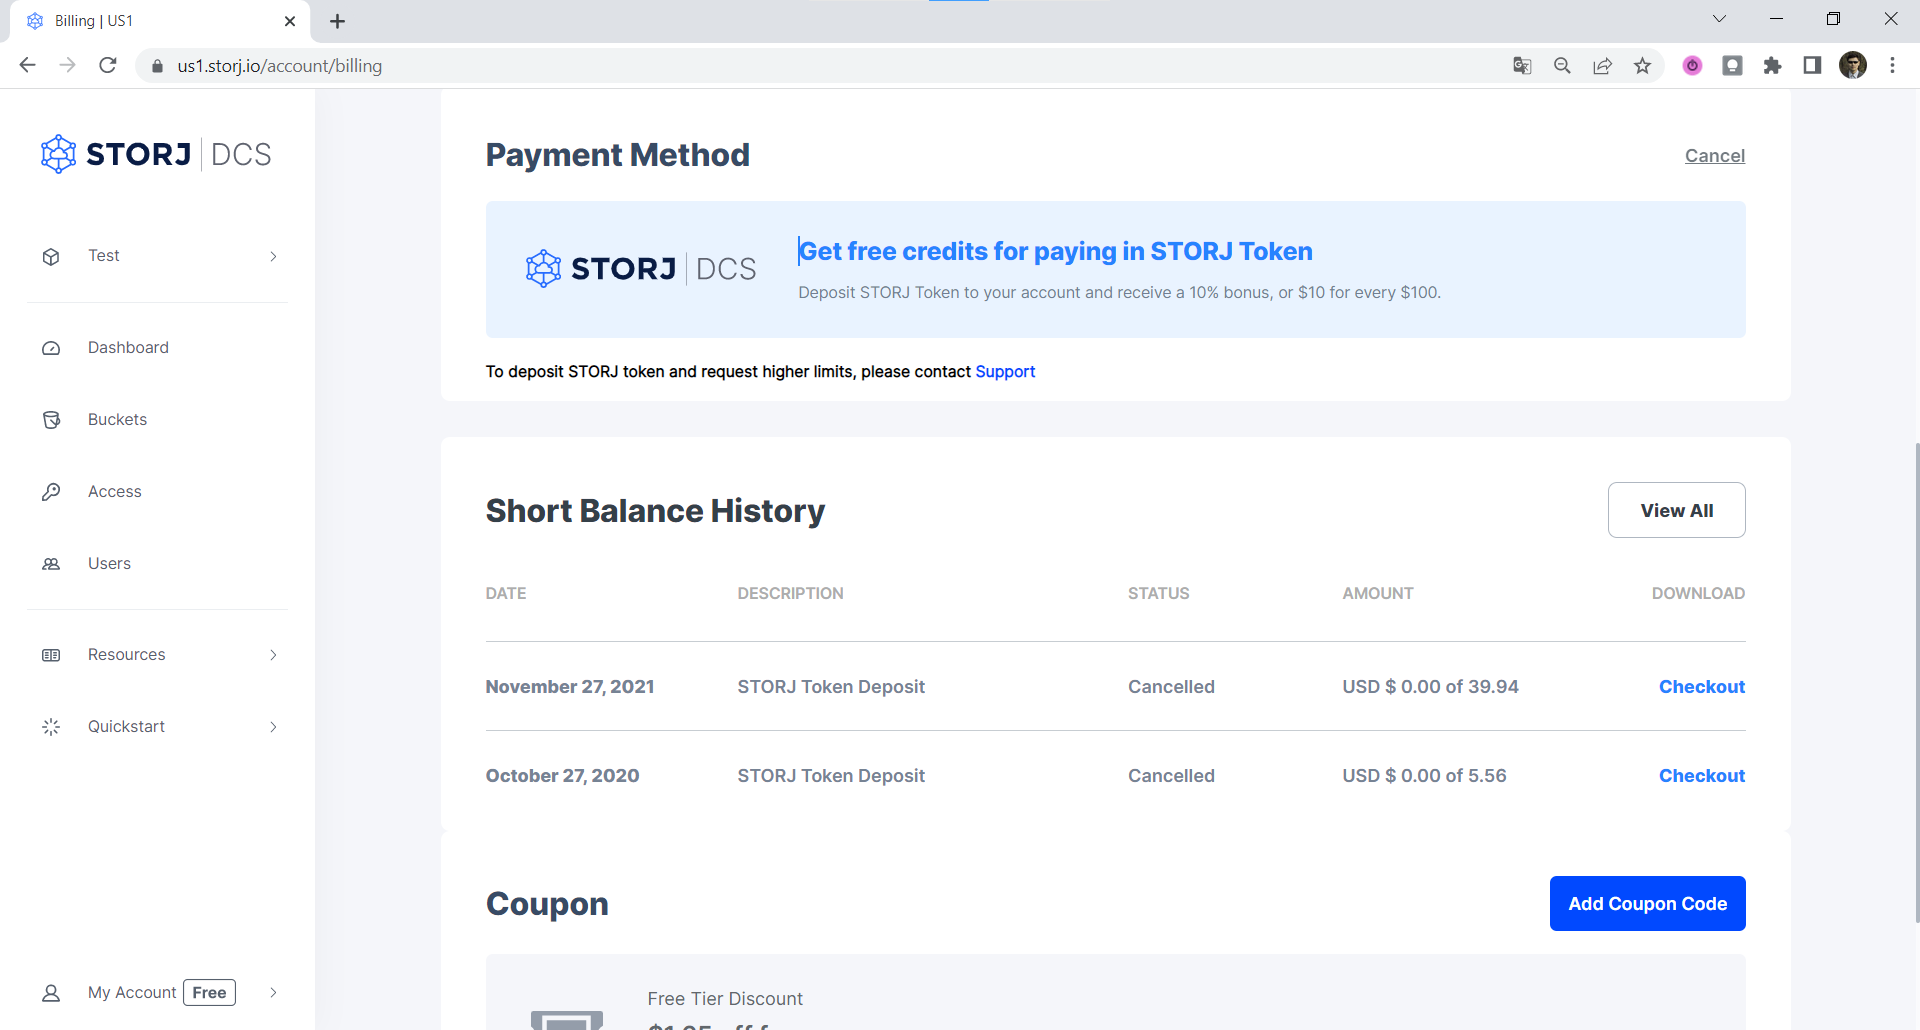 Billing | US1
us1.storj.io/account/billing
STORJ DCS
Test
Dashboard
Buckets
Access
Users
Resources
Quickstart
My Account Free
Payment Method
Cancel
STORJ DCS
Get free credits for paying in STORJ Token
Deposit STORJ Token to your account and receive a 10% bonus, or $10 for every $100.
To deposit STORJ token and request higher limits, please contact Support
Short Balance History
View All
DATE DESCRIPTION STATUS AMOUNT DOWNLOAD
November 27, 2021 STORJ Token Deposit Cancelled USD $ 0.00 of 39.94 Checkout
October 27, 2020 STORJ Token Deposit Cancelled USD $ 0.00 of 5.56 Checkout
Coupon
Add Coupon Code
Free Tier Discount